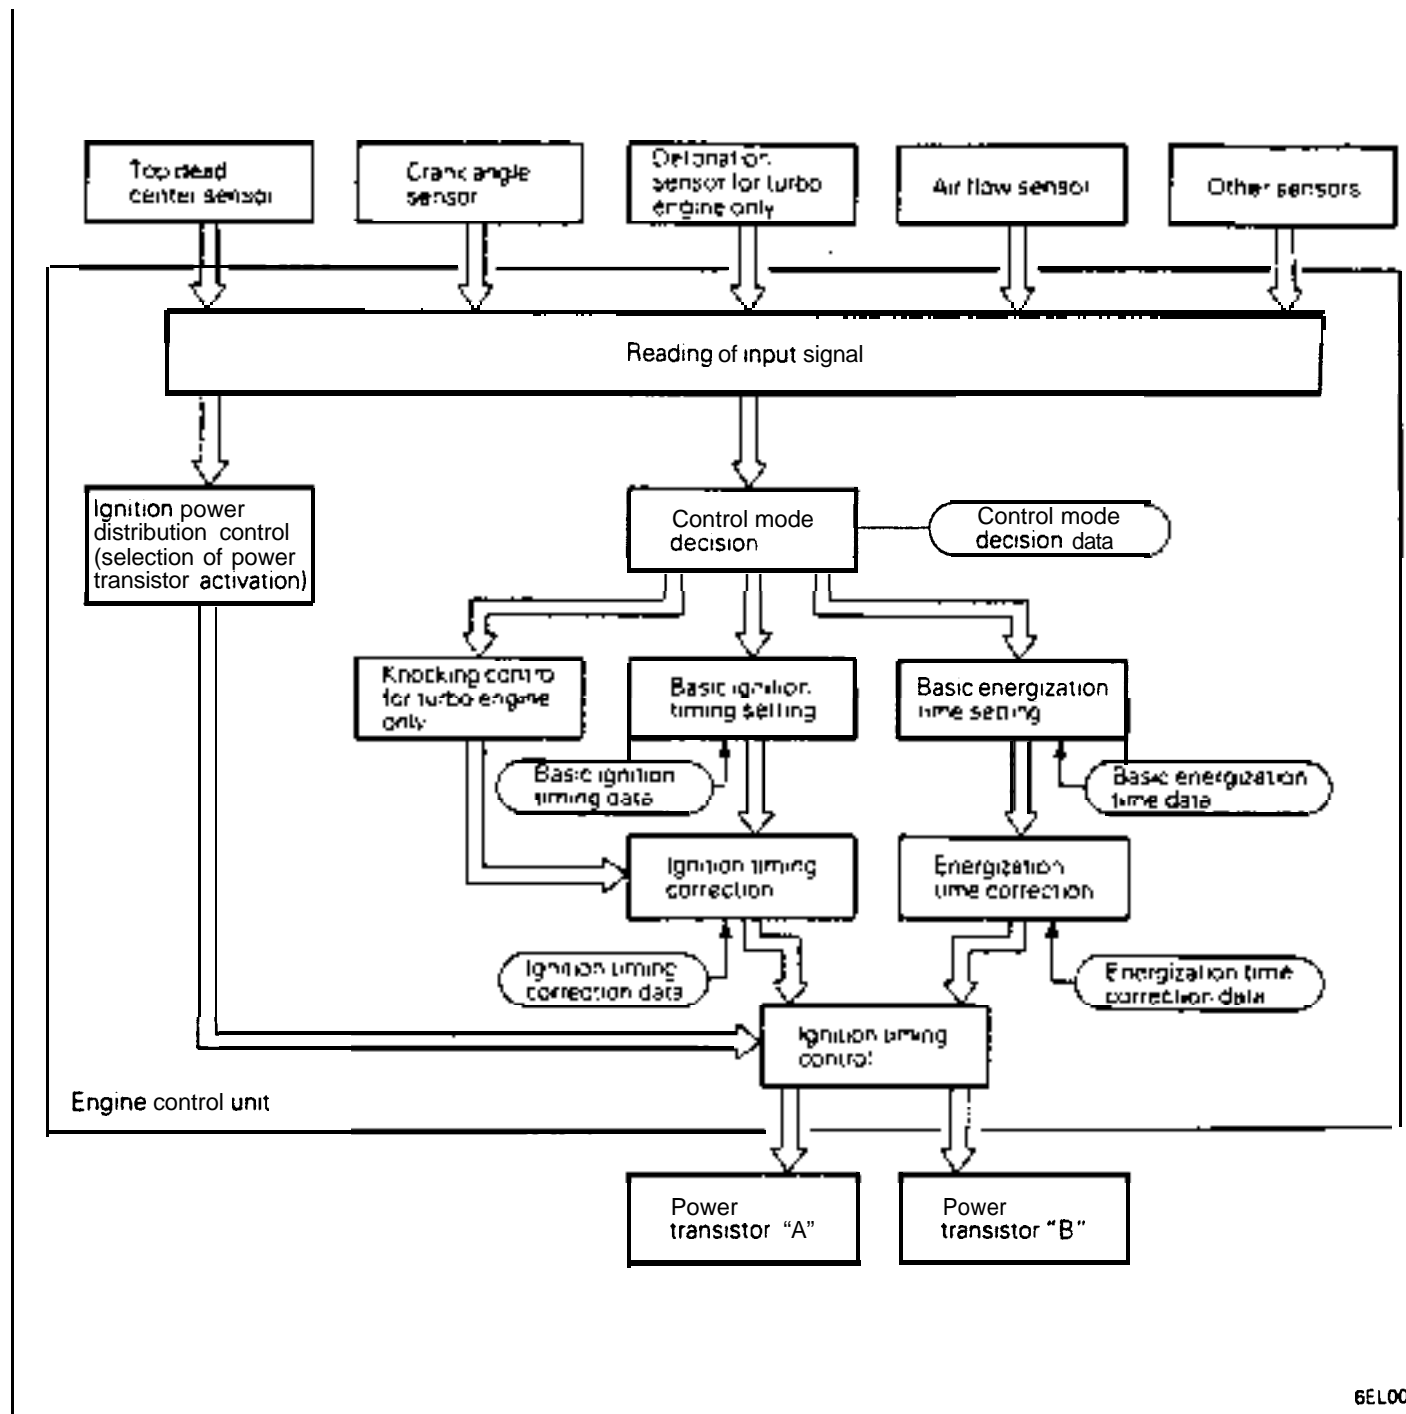 Top dead
center sensor
Crank angle
sensor
Detonation
sensor for turbo
engine only
Air flow sensor
Other sensors
Reading of input signal
Ignition power
distribution control
(selection of power
transistor activation)
Control mode
decision
Control mode
decision data
Knocking contro
for turbo engine
only
Basic ignition
timing setting
Basic energization
time setting
Basic ignition
timing data
Basic energization
time data
Ignition timing
correction
Energization
time correction
Ignition timing
correction data
Energization time
correction data
Ignition timing
control
Engine control unit
Power
transistor "A"
Power
transistor "B"
6EL00